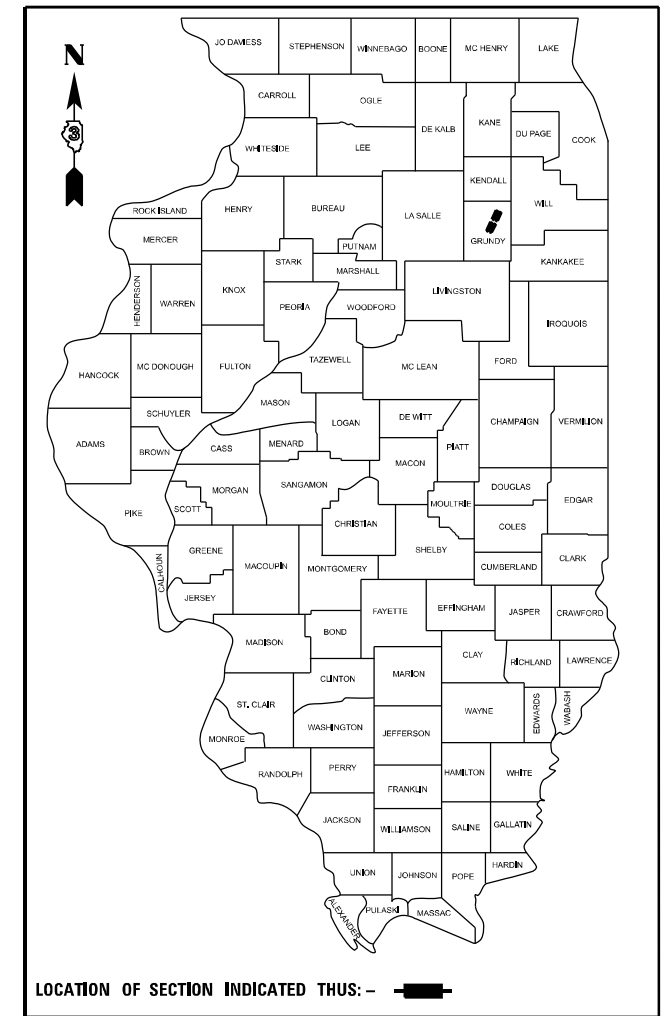 JO DAVIESS STEPHENSON WINNEBAGO BOONE MC HENRY LAKE
N
CARROLL OGLE DE KALB KANE DU PAGE COOK
3
WHITESIDE LEE
KENDALL
ROCK ISLAND HENRY BUREAU LA SALLE WILL
MERCER PUTNAM GRUNDY
STARK MARSHALL KANKAKEE
HENDERSON WARREN KNOX PEORIA WOODFORD LIVINGSTON
IROQUOIS
HANCOCK MC DONOUGH FULTON TAZEWELL MC LEAN FORD
MASON
SCHUYLER LOGAN DE WITT CHAMPAIGN VERMILION
ADAMS BROWN CASS MENARD PIATT
MACON
MORGAN SANGAMON DOUGLAS
PIKE SCOTT MOULTRIE EDGAR
CHRISTIAN COLES
GREENE SHELBY
CALHOUN MACOUPIN MONTGOMERY CUMBERLAND CLARK
JERSEY
FAYETTE EFFINGHAM JASPER CRAWFORD
MADISON BOND
CLAY RICHLAND LAWRENCE
CLINTON MARION
ST. CLAIR WAYNE EDWARDS WABASH
WASHINGTON JEFFERSON
MONROE
RANDOLPH PERRY HAMILTON WHITE
FRANKLIN
JACKSON WILLIAMSON SALINE GALLATIN
HARDIN
UNION JOHNSON POPE
ALEXANDER PULASKI MASSAC
LOCATION OF SECTION INDICATED THUS: -